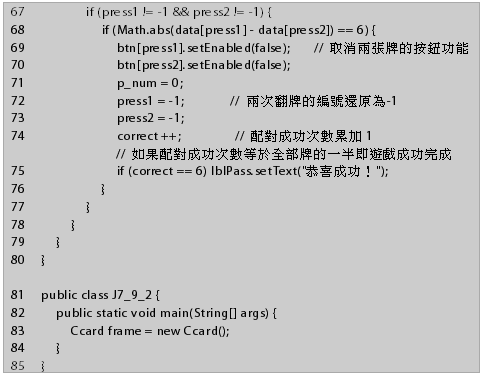 67 if (press1 != -1 && press2 != -1) {
68 if (Math.abs(data[press1] - data[press2]) == 6) {
69 btn[press1].setEnabled(false); // 取消兩張牌的按鈕功能
70 btn[press2].setEnabled(false);
71 p_num = 0;
72 press1 = -1; // 兩次翻牌的編號還原為-1
73 press2 = -1;
74 correct ++; // 配對成功次數累加 1
// 如果配對成功次數等於全部牌的一半即遊戲成功完成
75 if (correct == 6) lblPass.setText("恭喜成功！");
76 }
77 }
78 }
79 }
80 }
81 public class J7_9_2 {
82 public static void main(String[] args) {
83 Ccard frame = new Ccard();
84 }
85 }